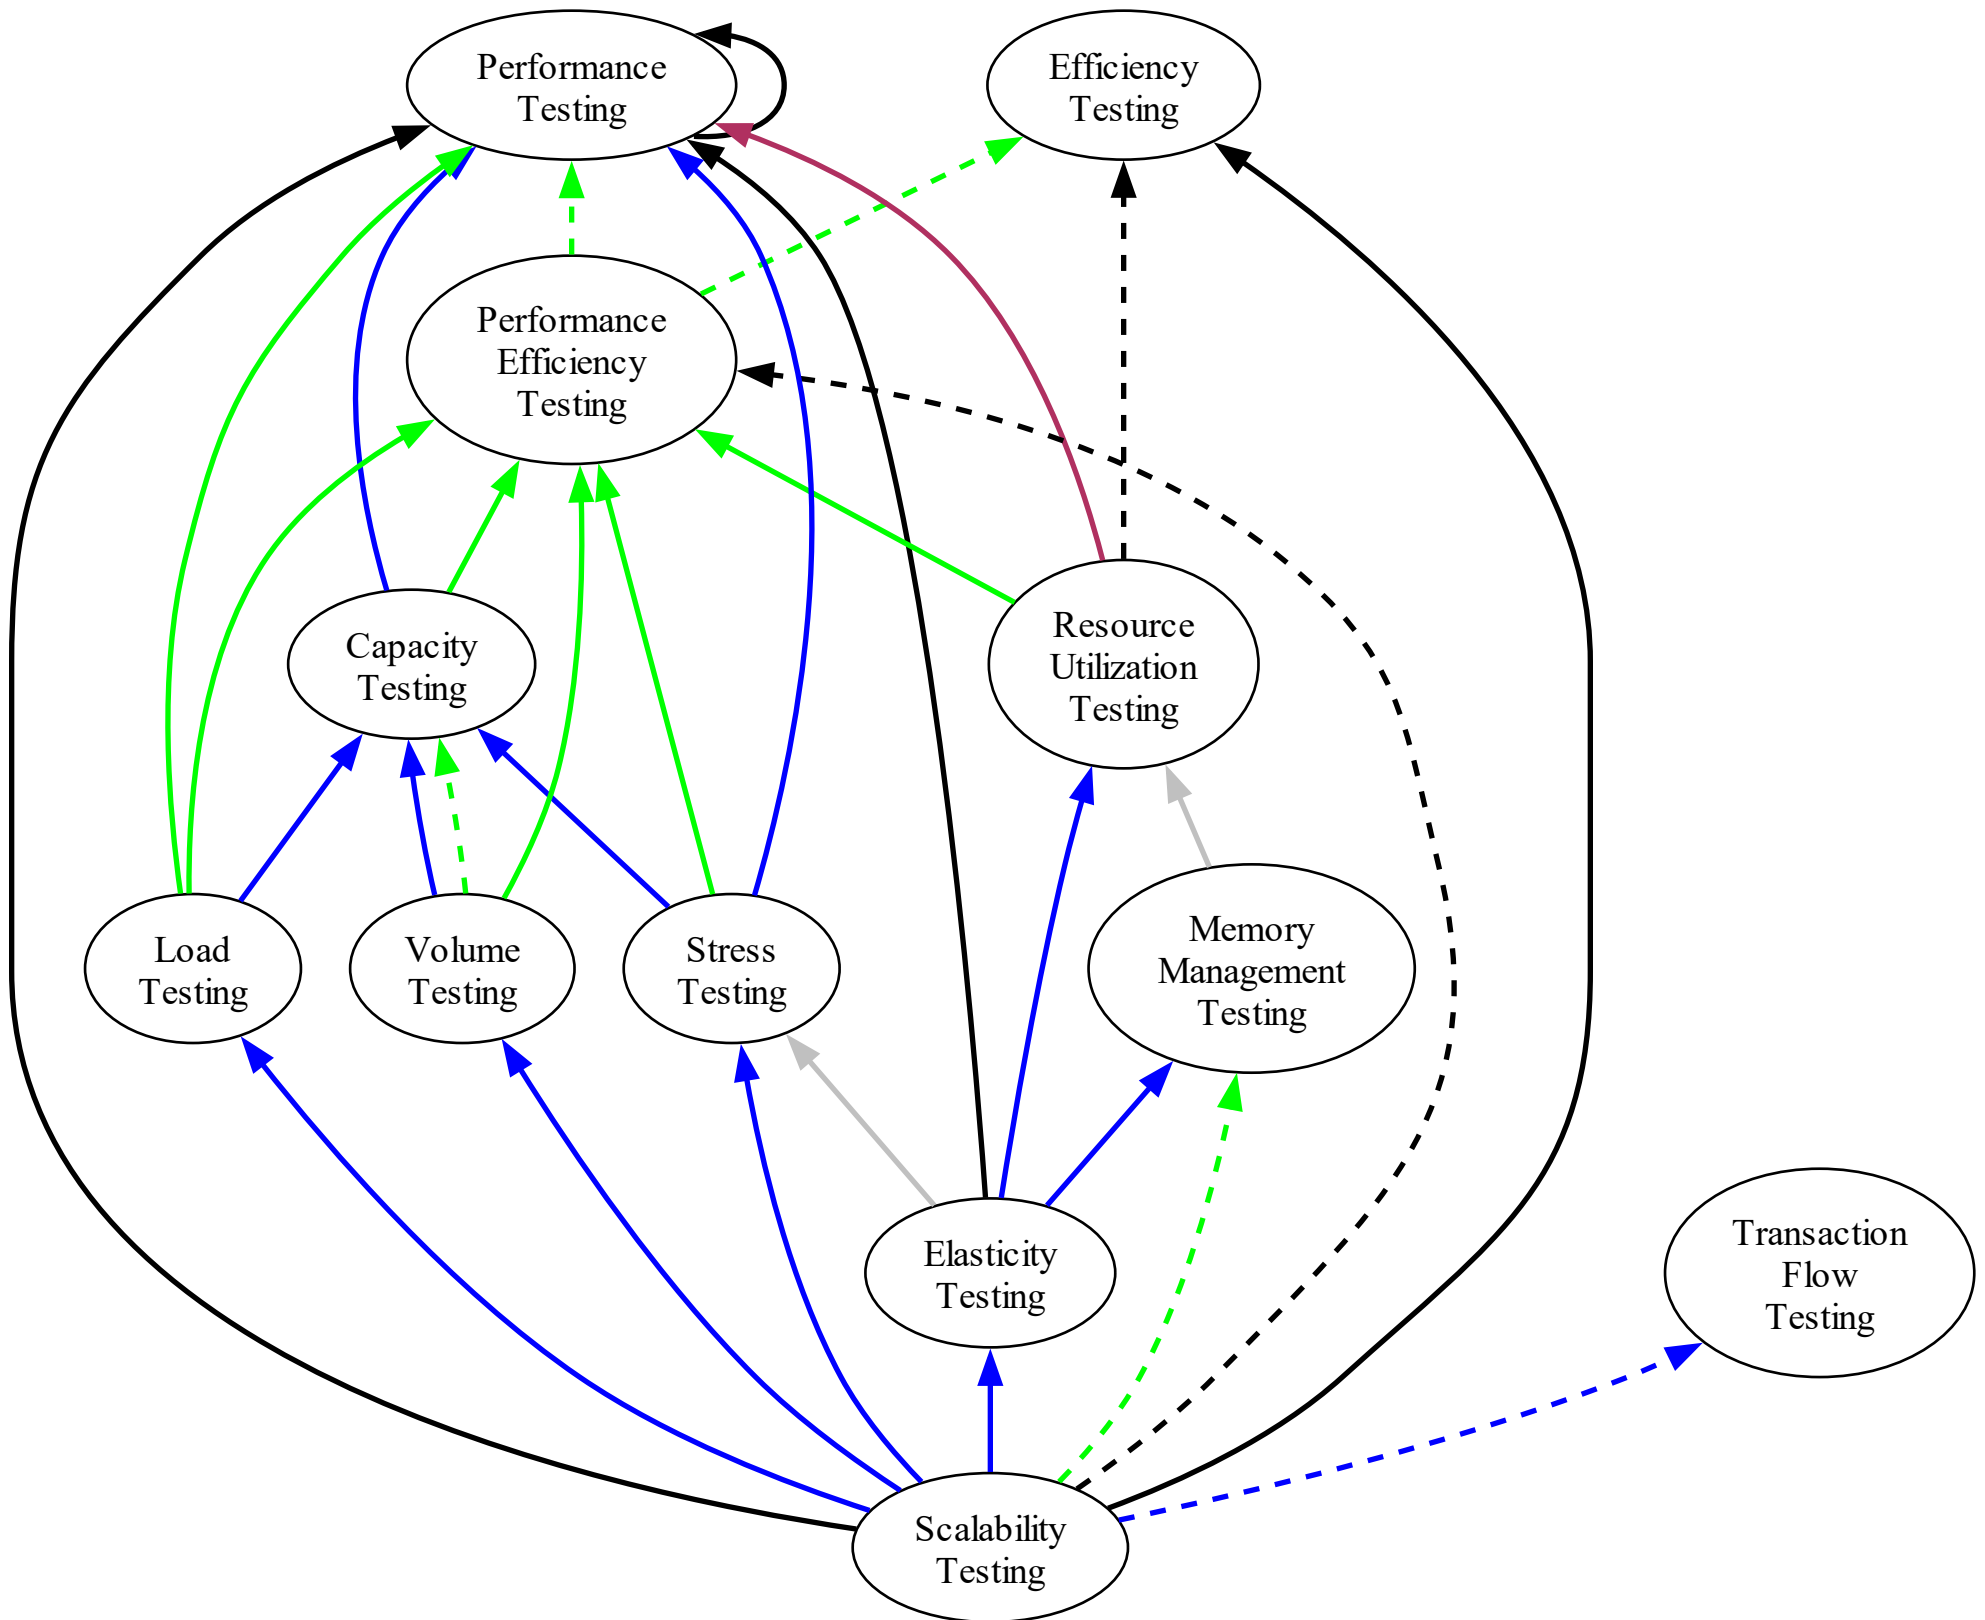 Performance
Testing
Efficiency
Testing
Performance
Efficiency
Testing
Capacity
Testing
Resource
Utilization
Testing
Load
Testing
Volume
Testing
Stress
Testing
Memory
Management
Testing
Elasticity
Testing
Transaction
Flow
Testing
Scalability
Testing